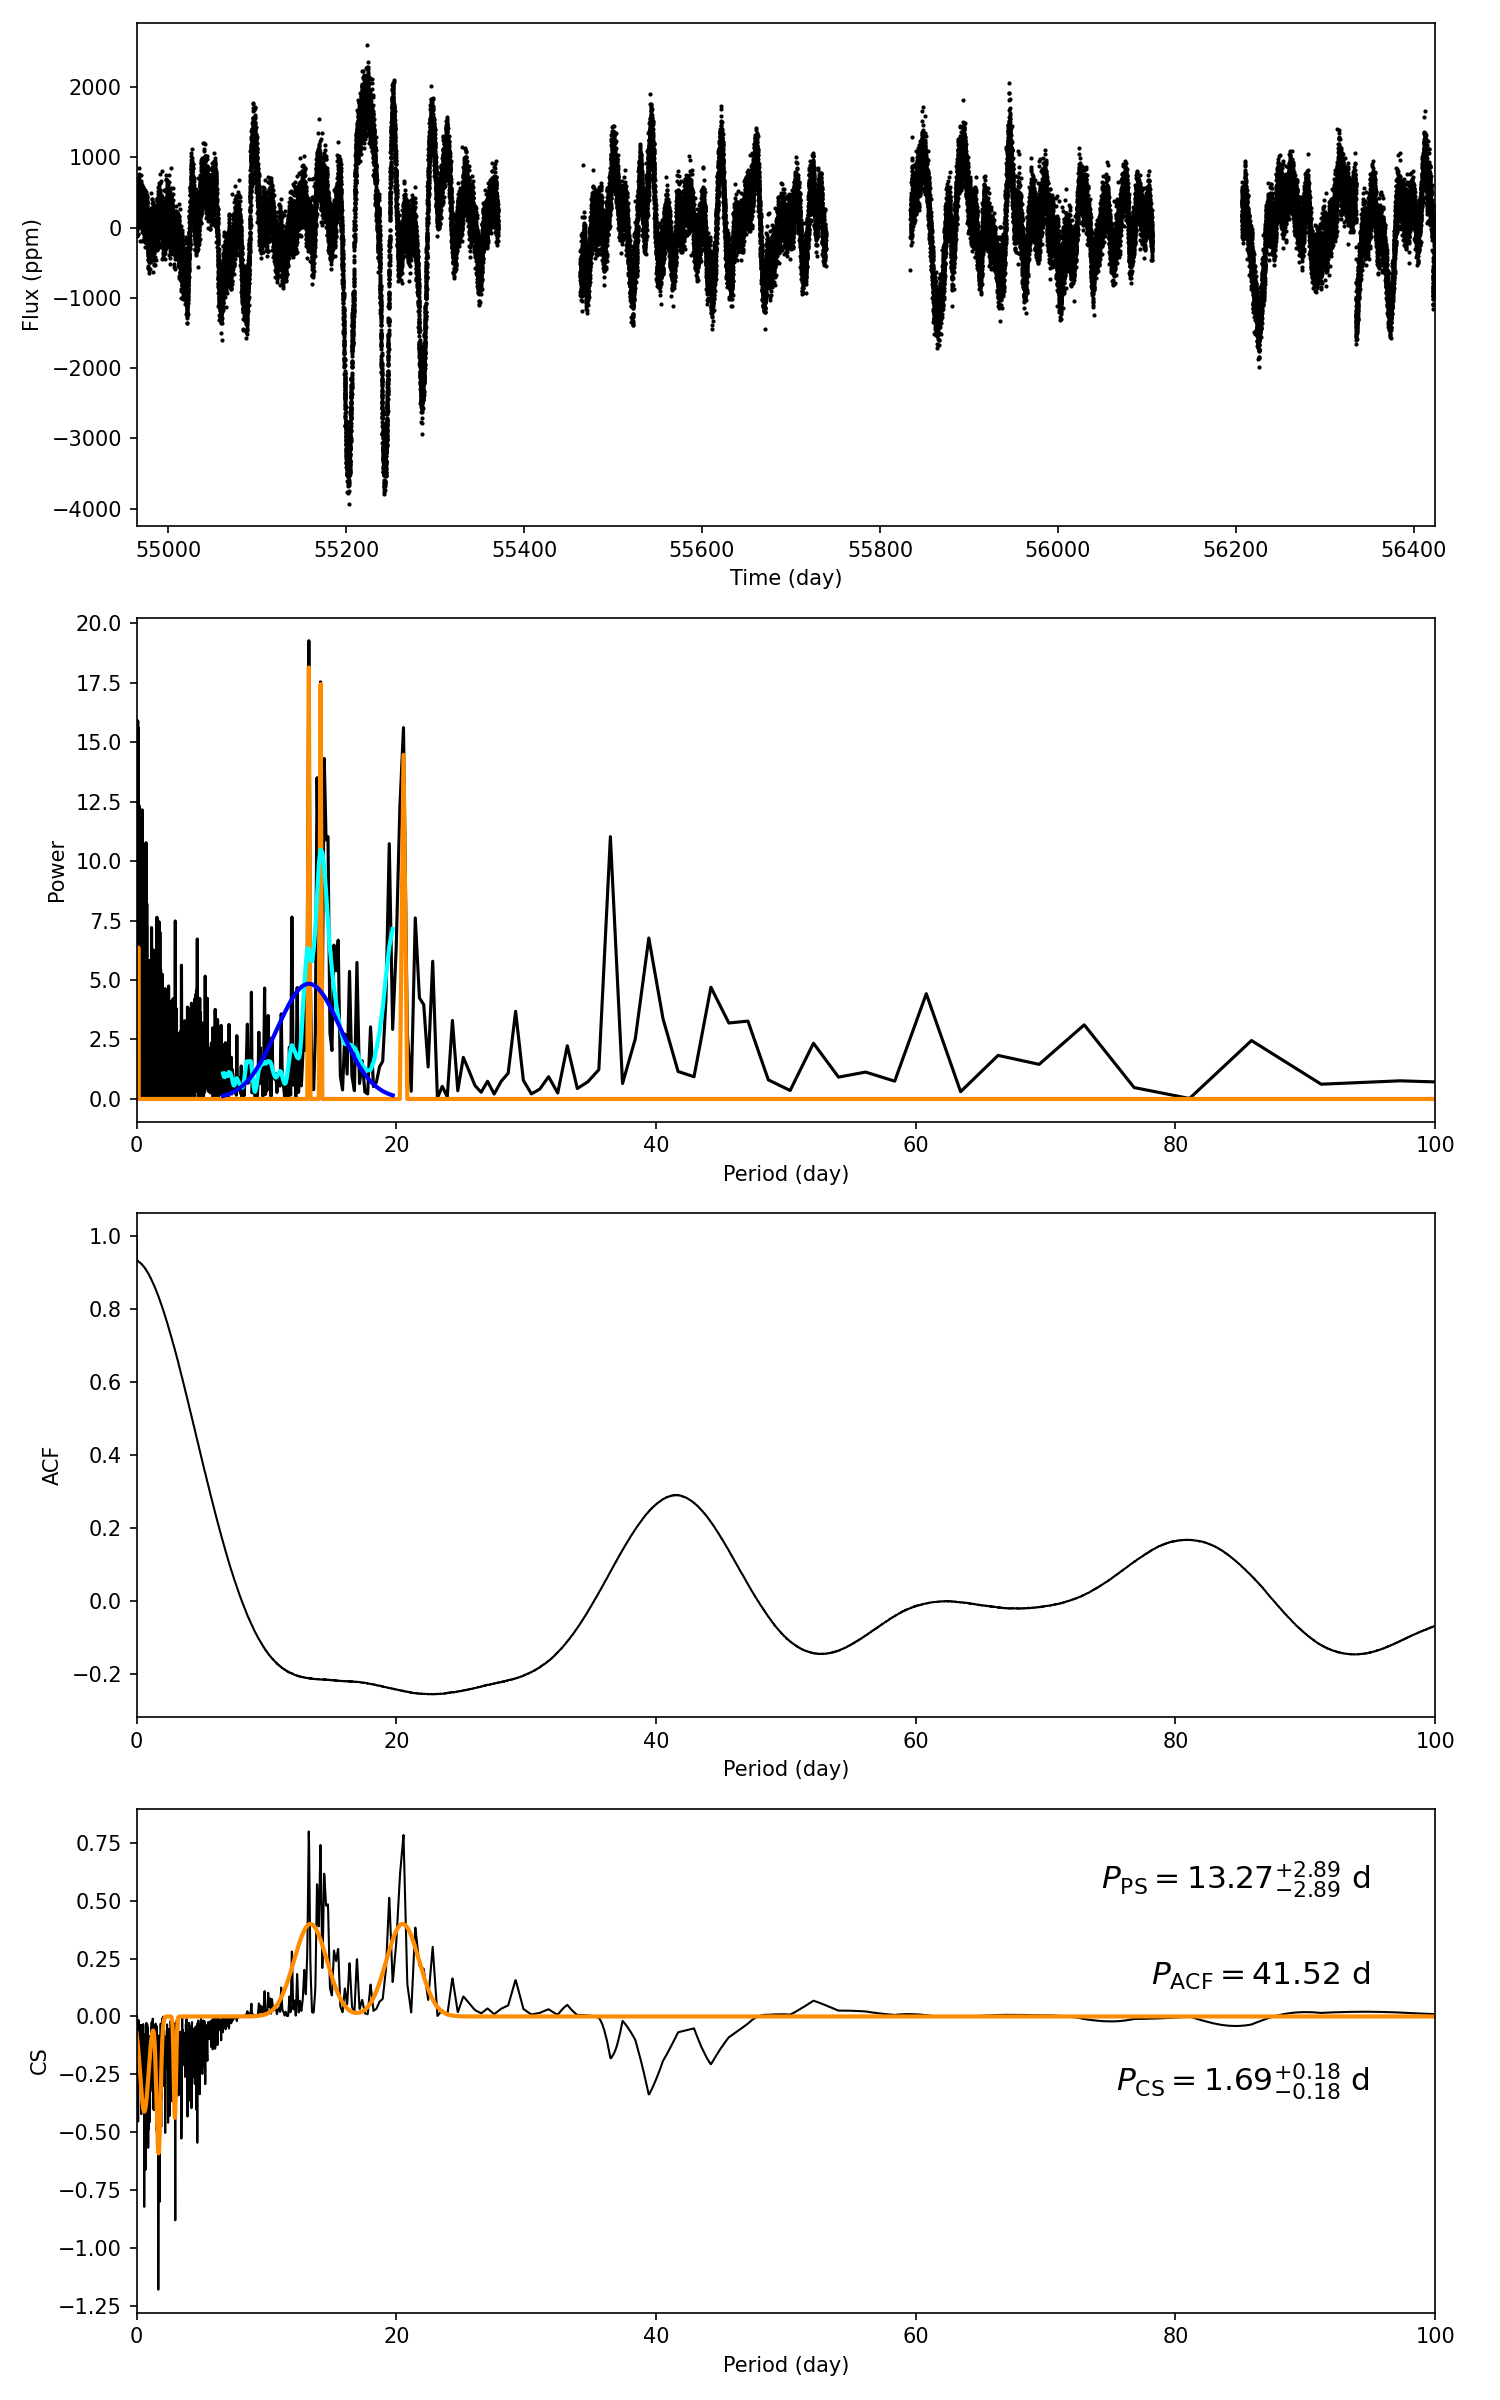 2000
1000
0
−1000
−2000
−3000
−4000
Flux (ppm)
55000 55200 55400 55600 55800 56000 56200 56400
Time (day)
20.0
17.5
15.0
12.5
10.0
7.5
5.0
2.5
0.0
Power
0 20 40 60 80 100
Period (day)
1.0
0.8
0.6
0.4
0.2
0.0
−0.2
ACF
0 20 40 60 80 100
Period (day)
0.75
0.50
0.25
0.00
−0.25
−0.50
−0.75
−1.00
−1.25
CS
P_PS = 13.27 +2.89 −2.89 d
P_ACF = 41.52 d
P_CS = 1.69 +0.18 −0.18 d
0 20 40 60 80 100
Period (day)